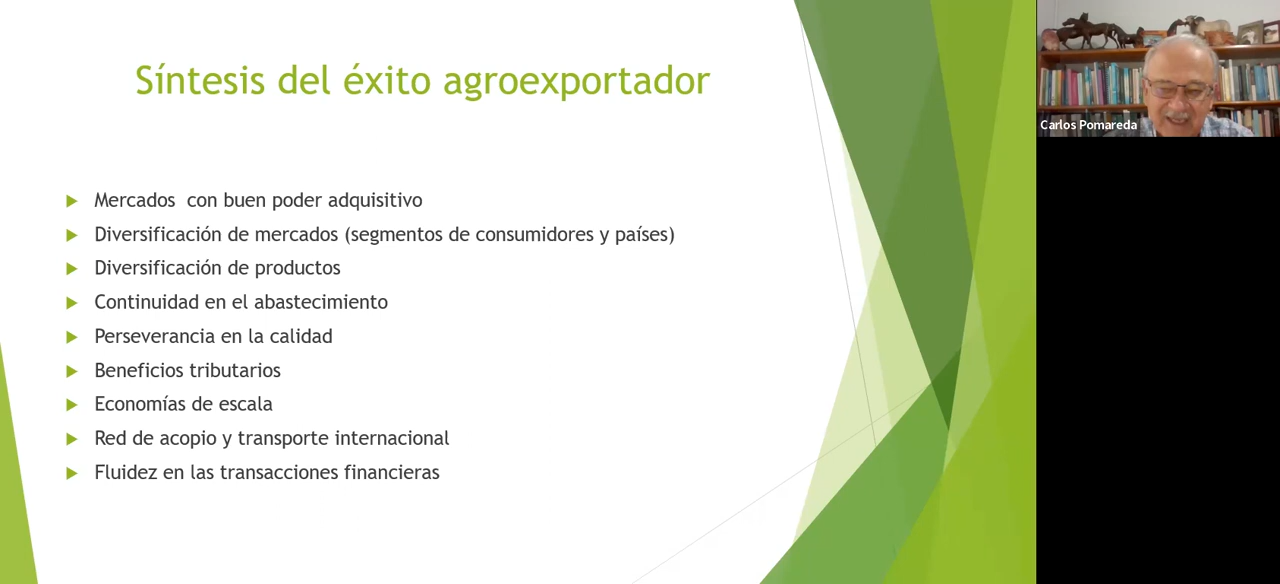 Síntesis del éxito agroexportador
Mercados con buen poder adquisitivo
Diversificación de mercados (segmentos de consumidores y países)
Diversificación de productos
Continuidad en el abastecimiento
Perseverancia en la calidad
Beneficios tributarios
Economías de escala
Red de acopio y transporte internacional
Fluidez en las transacciones financieras
Carlos Pomareda